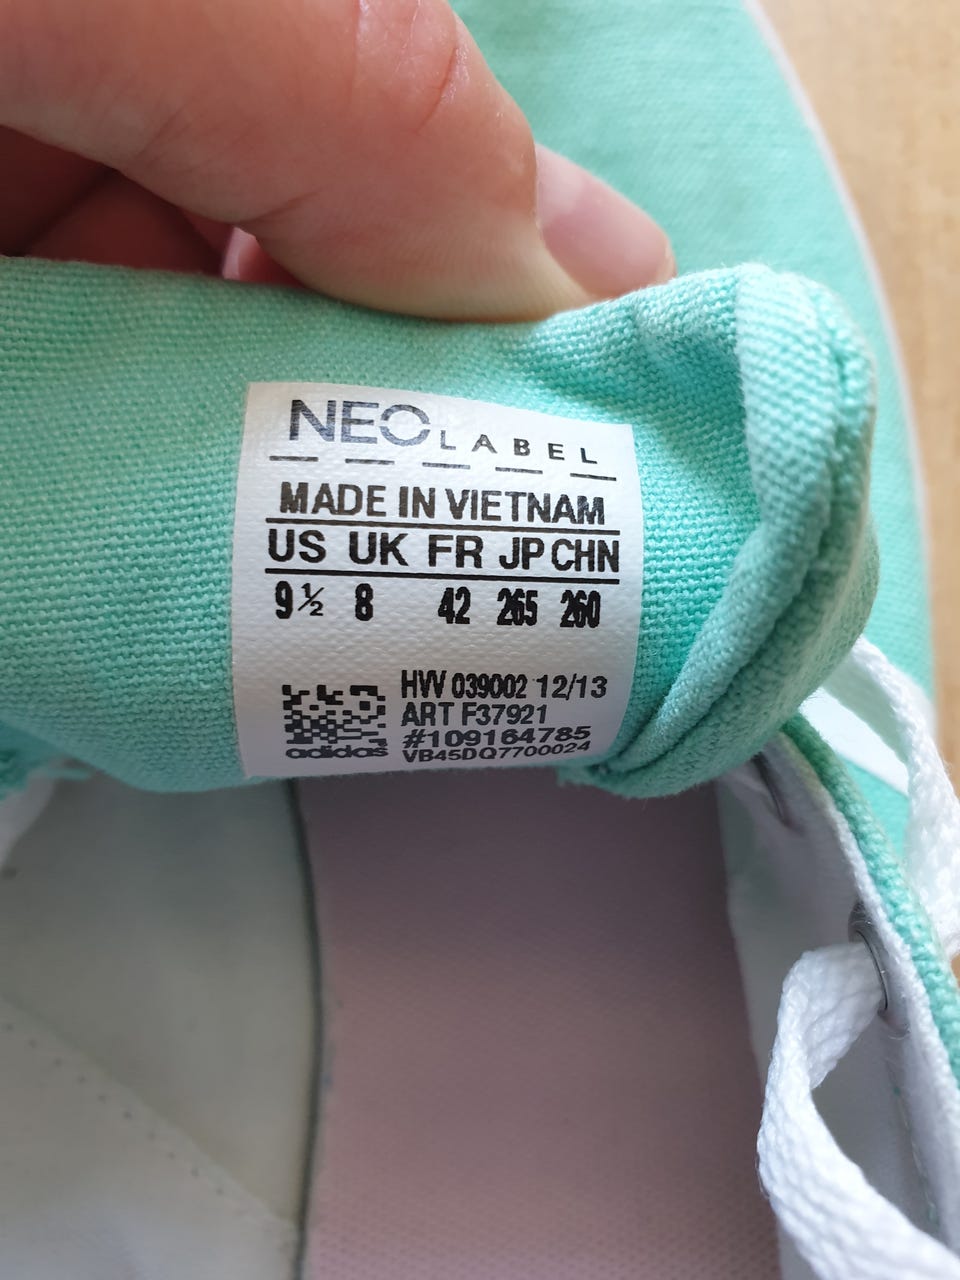 NEO LABEL
MADE IN VIETNAM
US UK FR JP CHN
9½ 8 42 265 260
HVV 039002 12/13
ART F37921
#109164785
adidas VB45DQ7700024